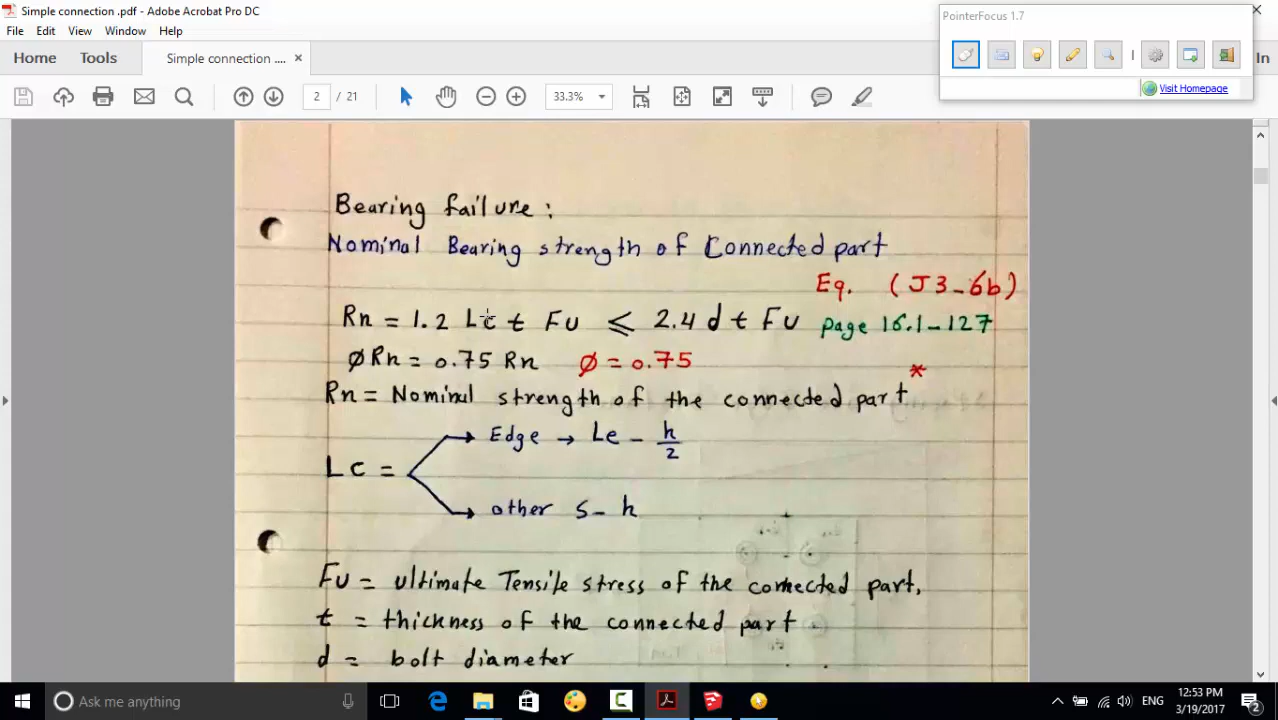 Simple connection .pdf - Adobe Acrobat Pro DC
PointerFocus 1.7
File Edit View Window Help
Home Tools Simple connection .... × In
2 / 21 33.3%
Visit Homepage
Bearing failure :
Nominal Bearing strength of Connected part
Eq. (J3-6b)
Rn = 1.2 Lc t Fu ⩽ 2.4 d t Fu page 16.1-127
φRn = 0.75 Rn φ = 0.75
Rn = Nominal strength of the connected part *
Edge → Le - h/2
Lc =
other s - h
Fu = ultimate Tensile stress of the connected part,
t = thickness of the connected part
d = bolt diameter
Ask me anything
ENG 12:53 PM
3/19/2017 2